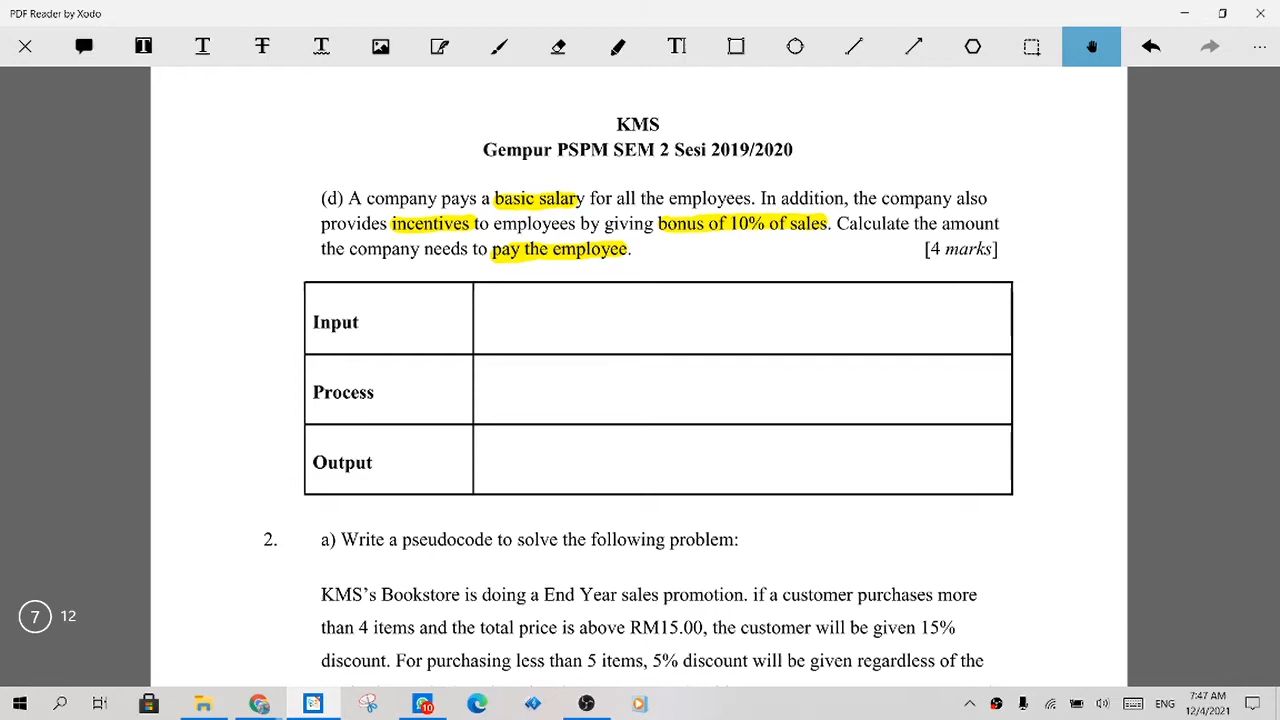 PDF Reader by Xodo
KMS
Gempur PSPM SEM 2 Sesi 2019/2020
(d) A company pays a basic salary for all the employees. In addition, the company also
provides incentives to employees by giving bonus of 10% of sales. Calculate the amount
the company needs to pay the employee. [4 marks]
Input
Process
Output
2. a) Write a pseudocode to solve the following problem:
KMS's Bookstore is doing a End Year sales promotion. if a customer purchases more
than 4 items and the total price is above RM15.00, the customer will be given 15%
discount. For purchasing less than 5 items, 5% discount will be given regardless of the
7 12
10
ENG
7:47 AM
12/4/2021